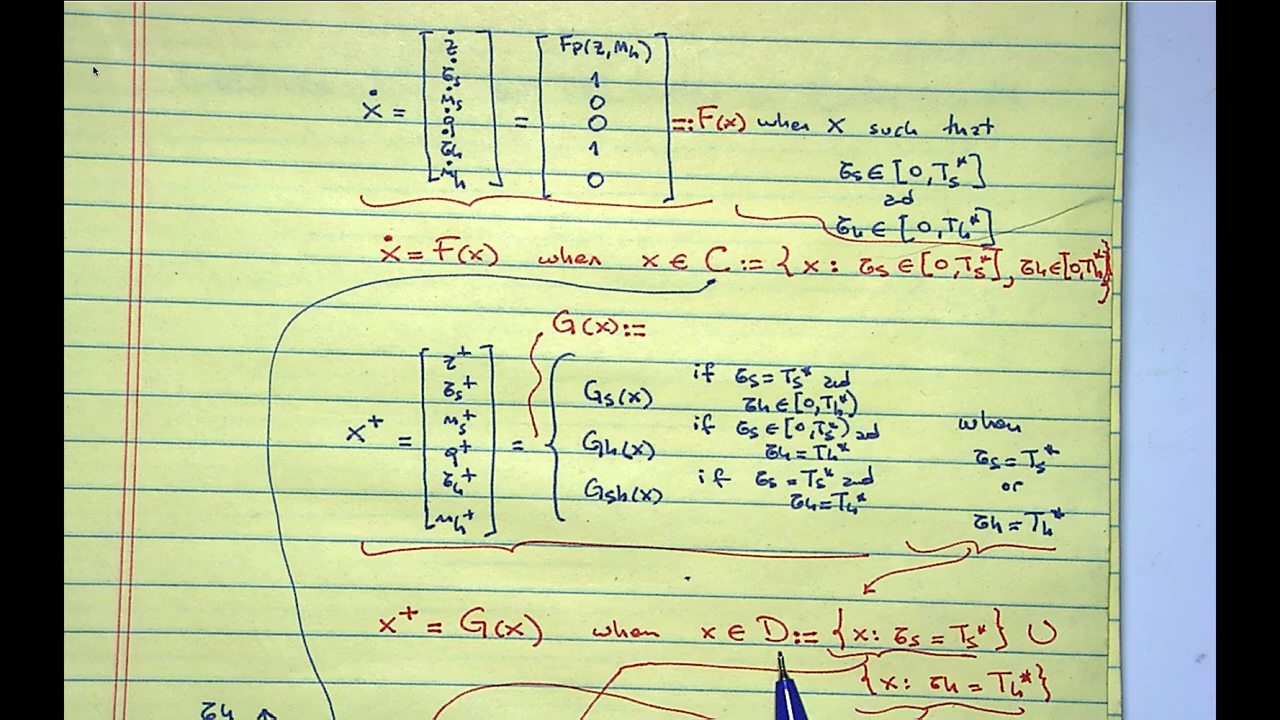 ẋ = [ż τ̇s ṁs q̇ τ̇h ṁh] = [Fp(z, mh) 1 0 0 1 0] =: F(x) when x such that
τs ∈ [0, Ts*]
and
τh ∈ [0, Th*]
ẋ = F(x) when x ∈ C := {x : τs ∈ [0, Ts*], τh ∈ [0, Th*]}
G(x) :=
x⁺ = [z⁺ τs⁺ ms⁺ q⁺ τh⁺ mh⁺] = {
Gs(x) if τs = Ts* and
τh ∈ [0, Th*)
Gh(x) if τs ∈ [0, Ts*) and
τh = Th*
Gsh(x) if τs = Ts* and
τh = Th*
when
τs = Ts*
or
τh = Th*
x⁺ = G(x) when x ∈ D := {x : τs = Ts*} ∪
{x : τh = Th*}
τh